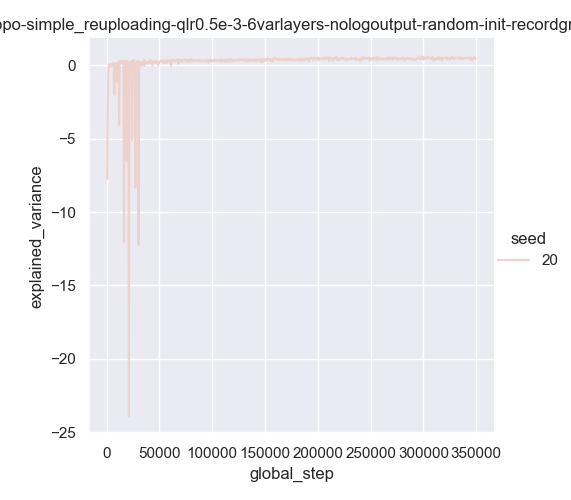 ppo-simple_reuploading-qlr0.5e-3-6varlayers-nologoutput-random-init-recordgr
0
−5
−10
−15
−20
−25
explained_variance
0 50000 100000 150000 200000 250000 300000 350000
global_step
seed
20